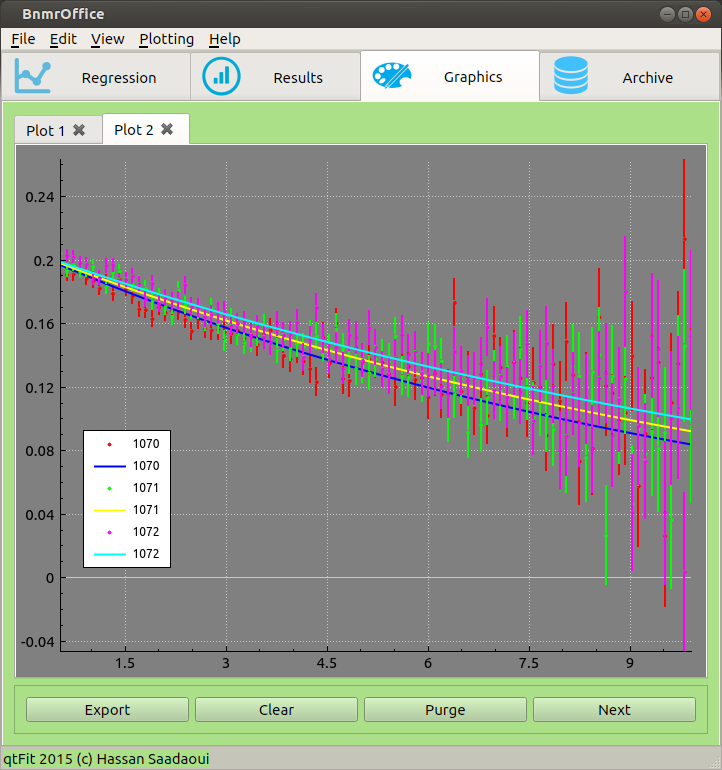 BnmrOffice
File Edit View Plotting Help
Regression Results Graphics Archive
Plot 1 Plot 2
0.24
0.2
0.16
0.12
0.08
0.04
0
-0.04
1070
1070
1071
1071
1072
1072
1.5 3 4.5 6 7.5 9
Export Clear Purge Next
qtFit 2015 (c) Hassan Saadaoui